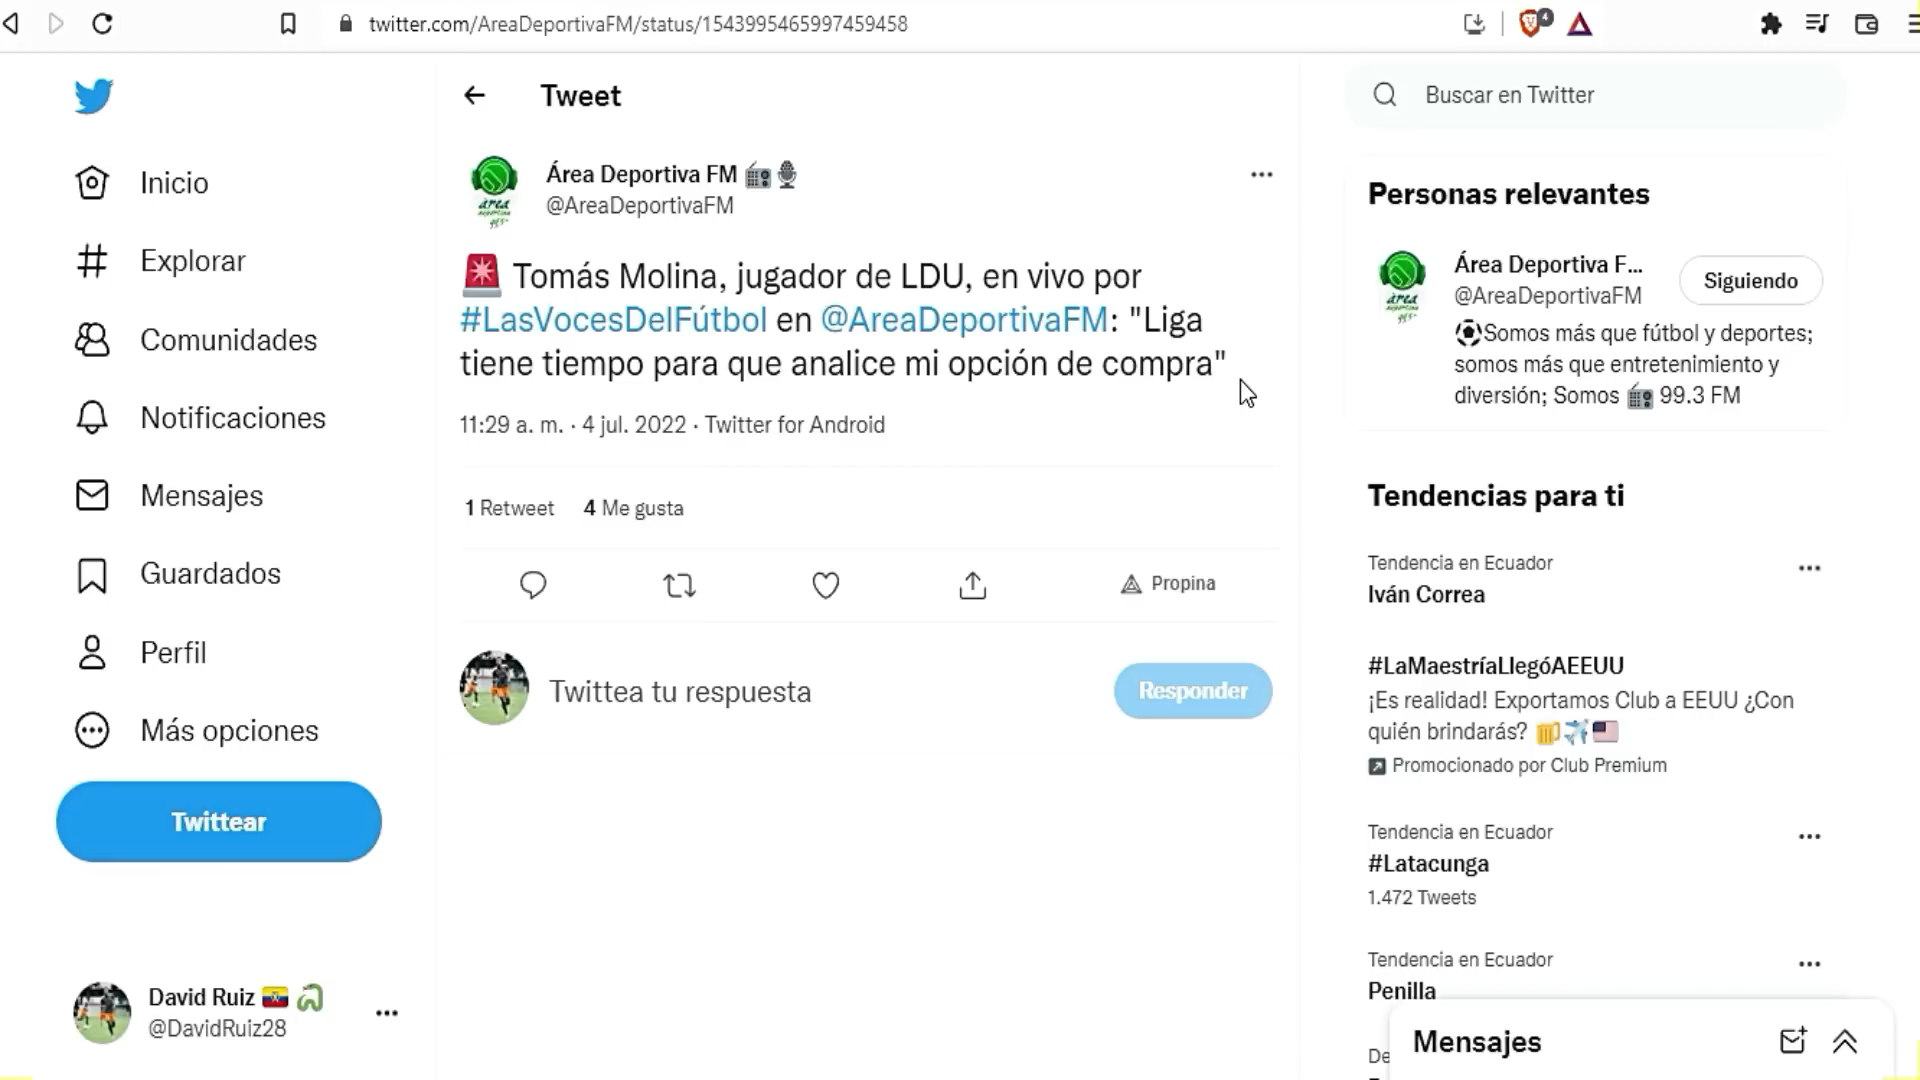 twitter.com/AreaDeportivaFM/status/1543995465997459458
4
Tweet
Buscar en Twitter
Inicio
Explorar
Comunidades
Notificaciones
Mensajes
Guardados
Perfil
Más opciones
Twittear
David Ruiz
@DavidRuiz28
Área Deportiva FM
@AreaDeportivaFM
área
Tomás Molina, jugador de LDU, en vivo por
#LasVocesDelFútbol en @AreaDeportivaFM: "Liga
tiene tiempo para que analice mi opción de compra"
11:29 a. m. · 4 jul. 2022 · Twitter for Android
1 Retweet 4 Me gusta
Propina
Twittea tu respuesta
Responder
Personas relevantes
área
Área Deportiva F...
@AreaDeportivaFM
Siguiendo
Somos más que fútbol y deportes;
somos más que entretenimiento y
diversión; Somos 99.3 FM
Tendencias para ti
Tendencia en Ecuador
Iván Correa
#LaMaestríaLlegóAEEUU
¡Es realidad! Exportamos Club a EEUU ¿Con
quién brindarás?
Promocionado por Club Premium
Tendencia en Ecuador
#Latacunga
1.472 Tweets
Tendencia en Ecuador
Penilla
De
Mensajes